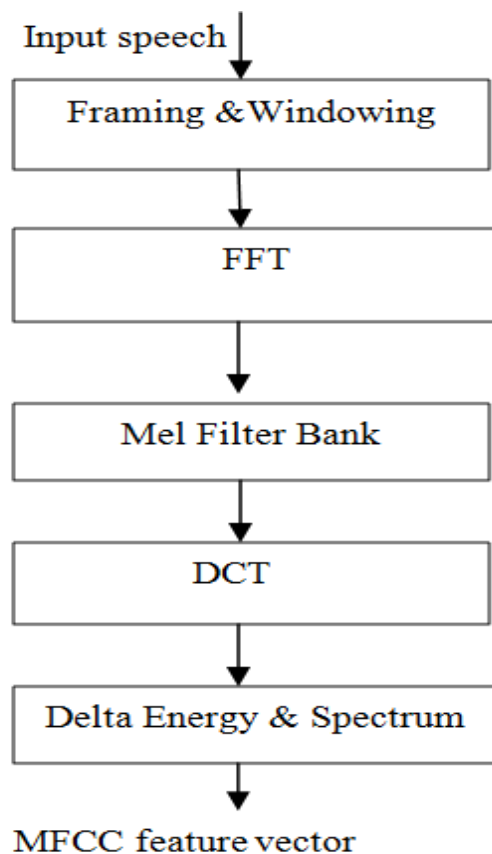 Input speech
Framing &Windowing
FFT
Mel Filter Bank
DCT
Delta Energy & Spectrum
MFCC feature vector